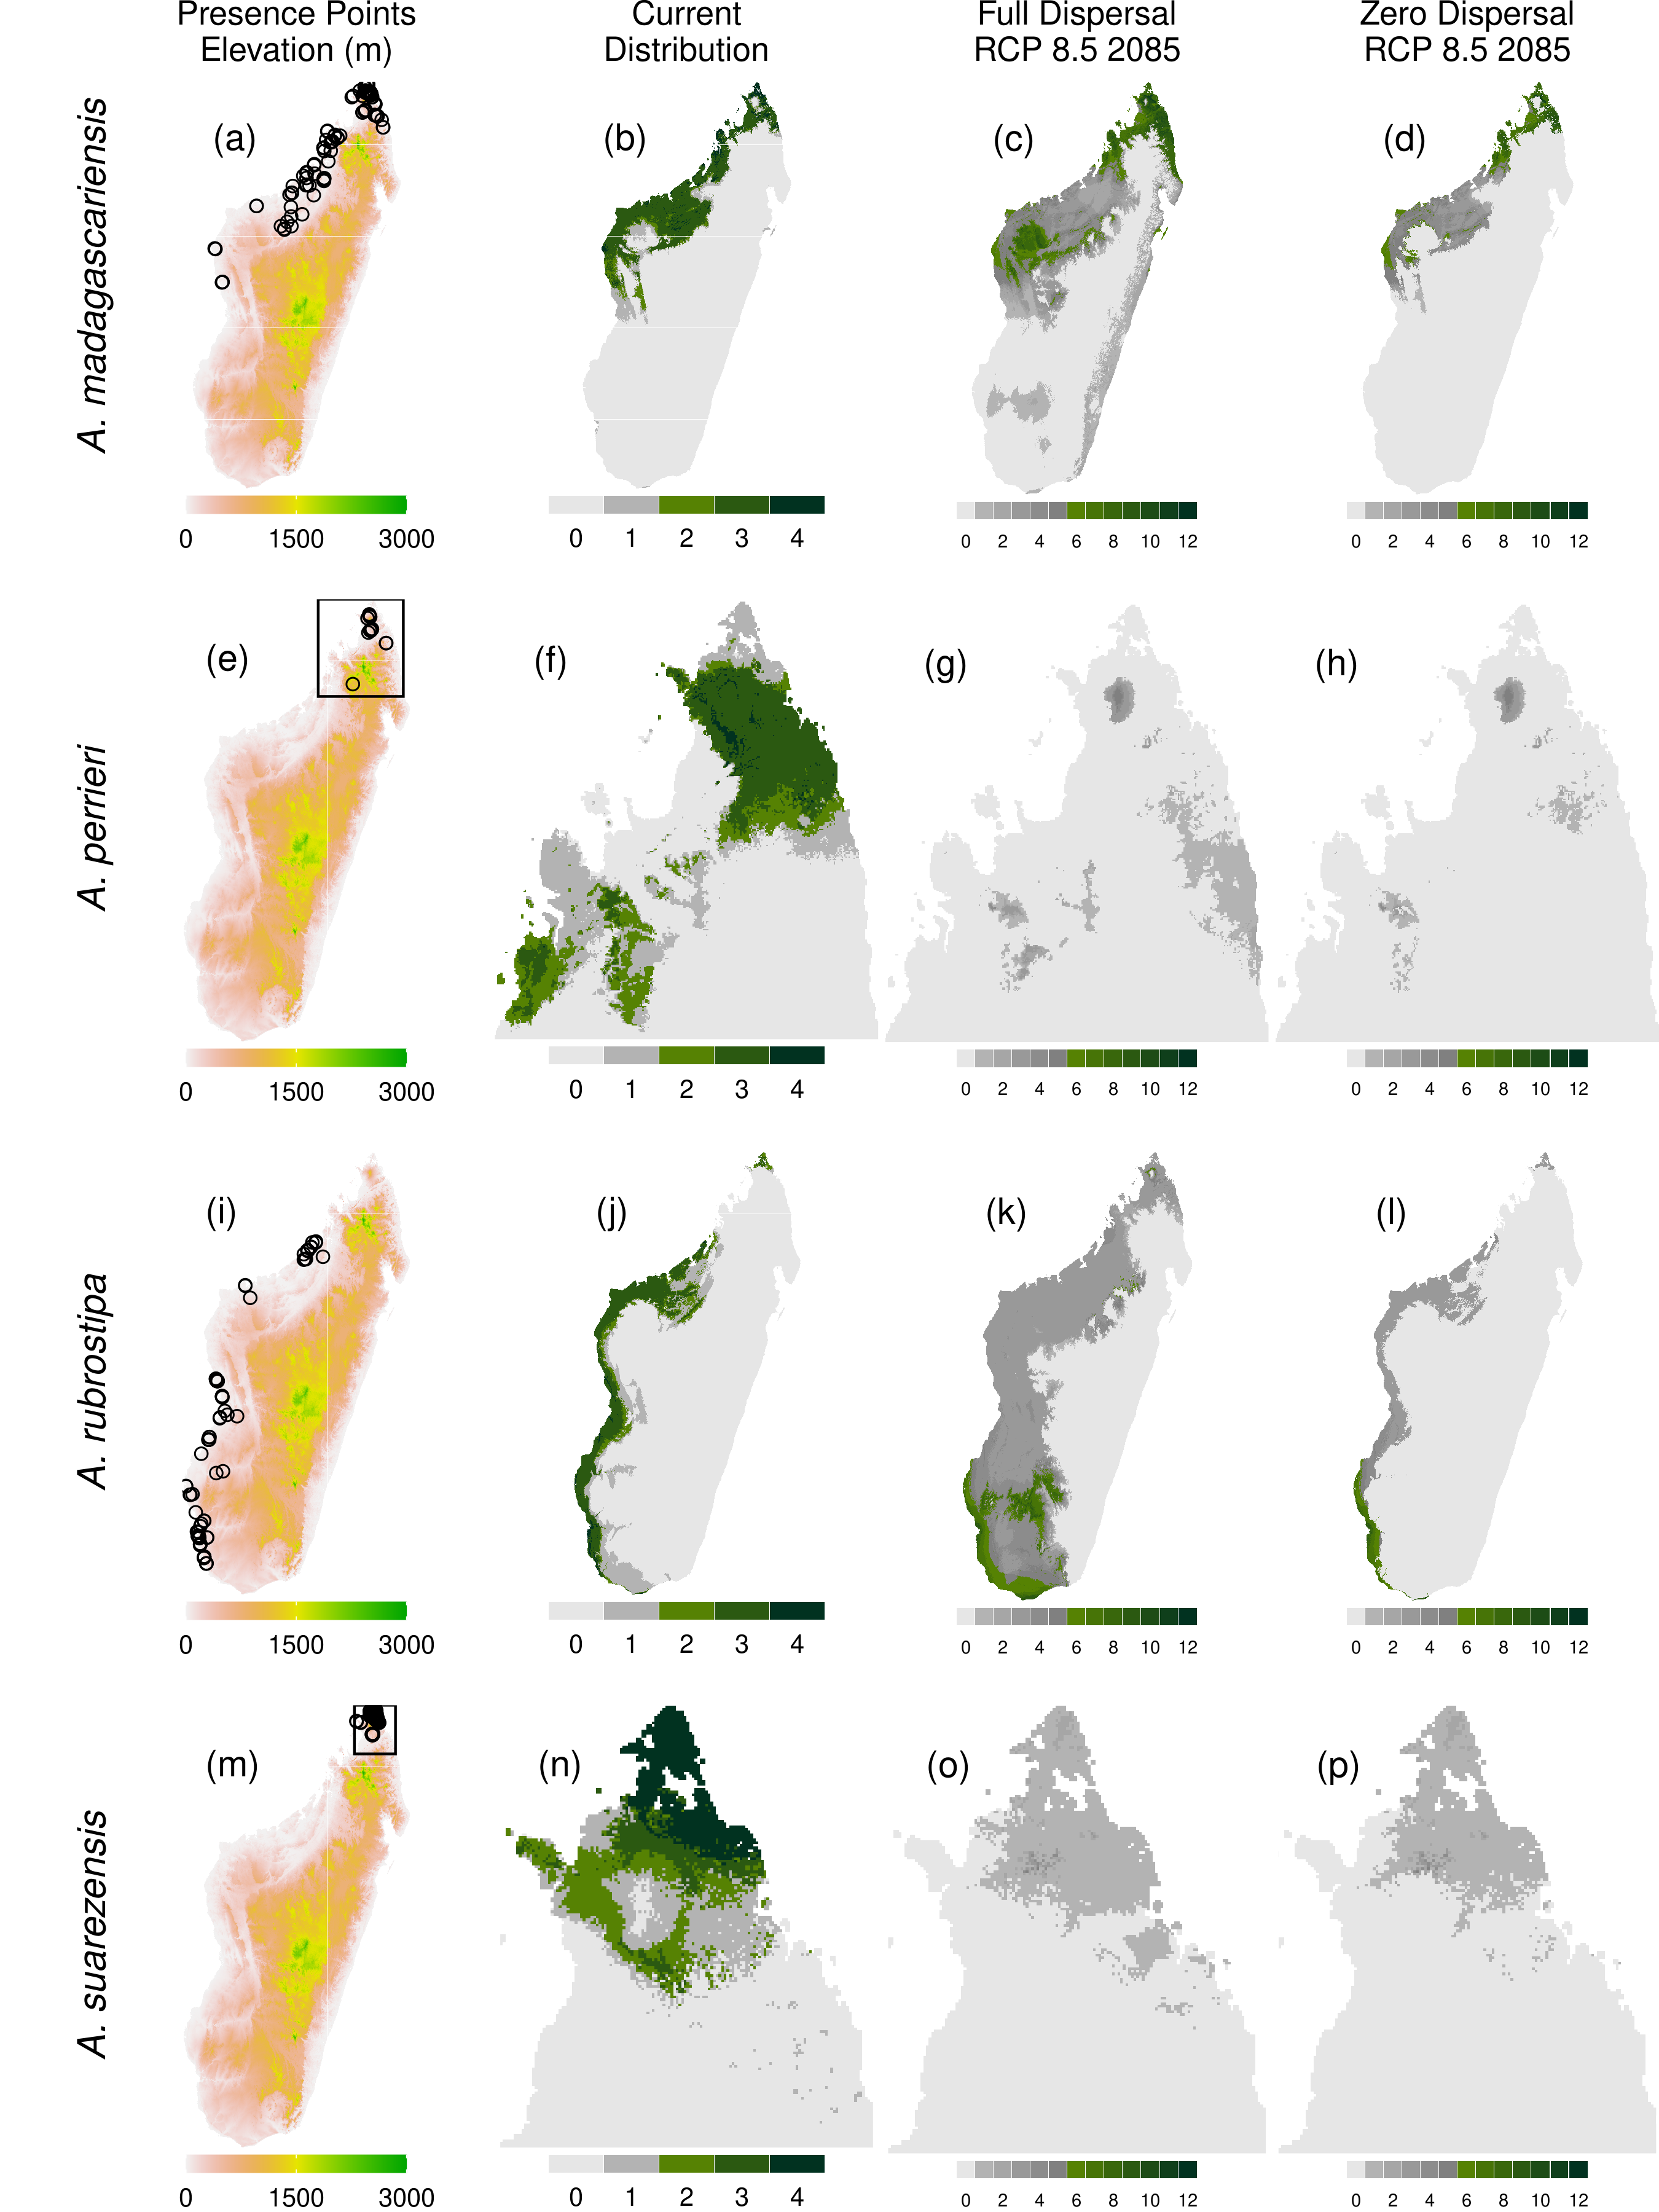 Presence Points
Elevation (m)
Current
Distribution
Full Dispersal
RCP 8.5 2085
Zero Dispersal
RCP 8.5 2085
A. madagascariensis
(a)
(b)
(c)
(d)
0 1500 3000
0 1 2 3 4
0 2 4 6 8 10 12
0 2 4 6 8 10 12
A. perrieri
(e)
(f)
(g)
(h)
0 1500 3000
0 1 2 3 4
0 2 4 6 8 10 12
0 2 4 6 8 10 12
A. rubrostipa
(i)
(j)
(k)
(l)
0 1500 3000
0 1 2 3 4
0 2 4 6 8 10 12
0 2 4 6 8 10 12
A. suarezensis
(m)
(n)
(o)
(p)
0 1500 3000
0 1 2 3 4
0 2 4 6 8 10 12
0 2 4 6 8 10 12